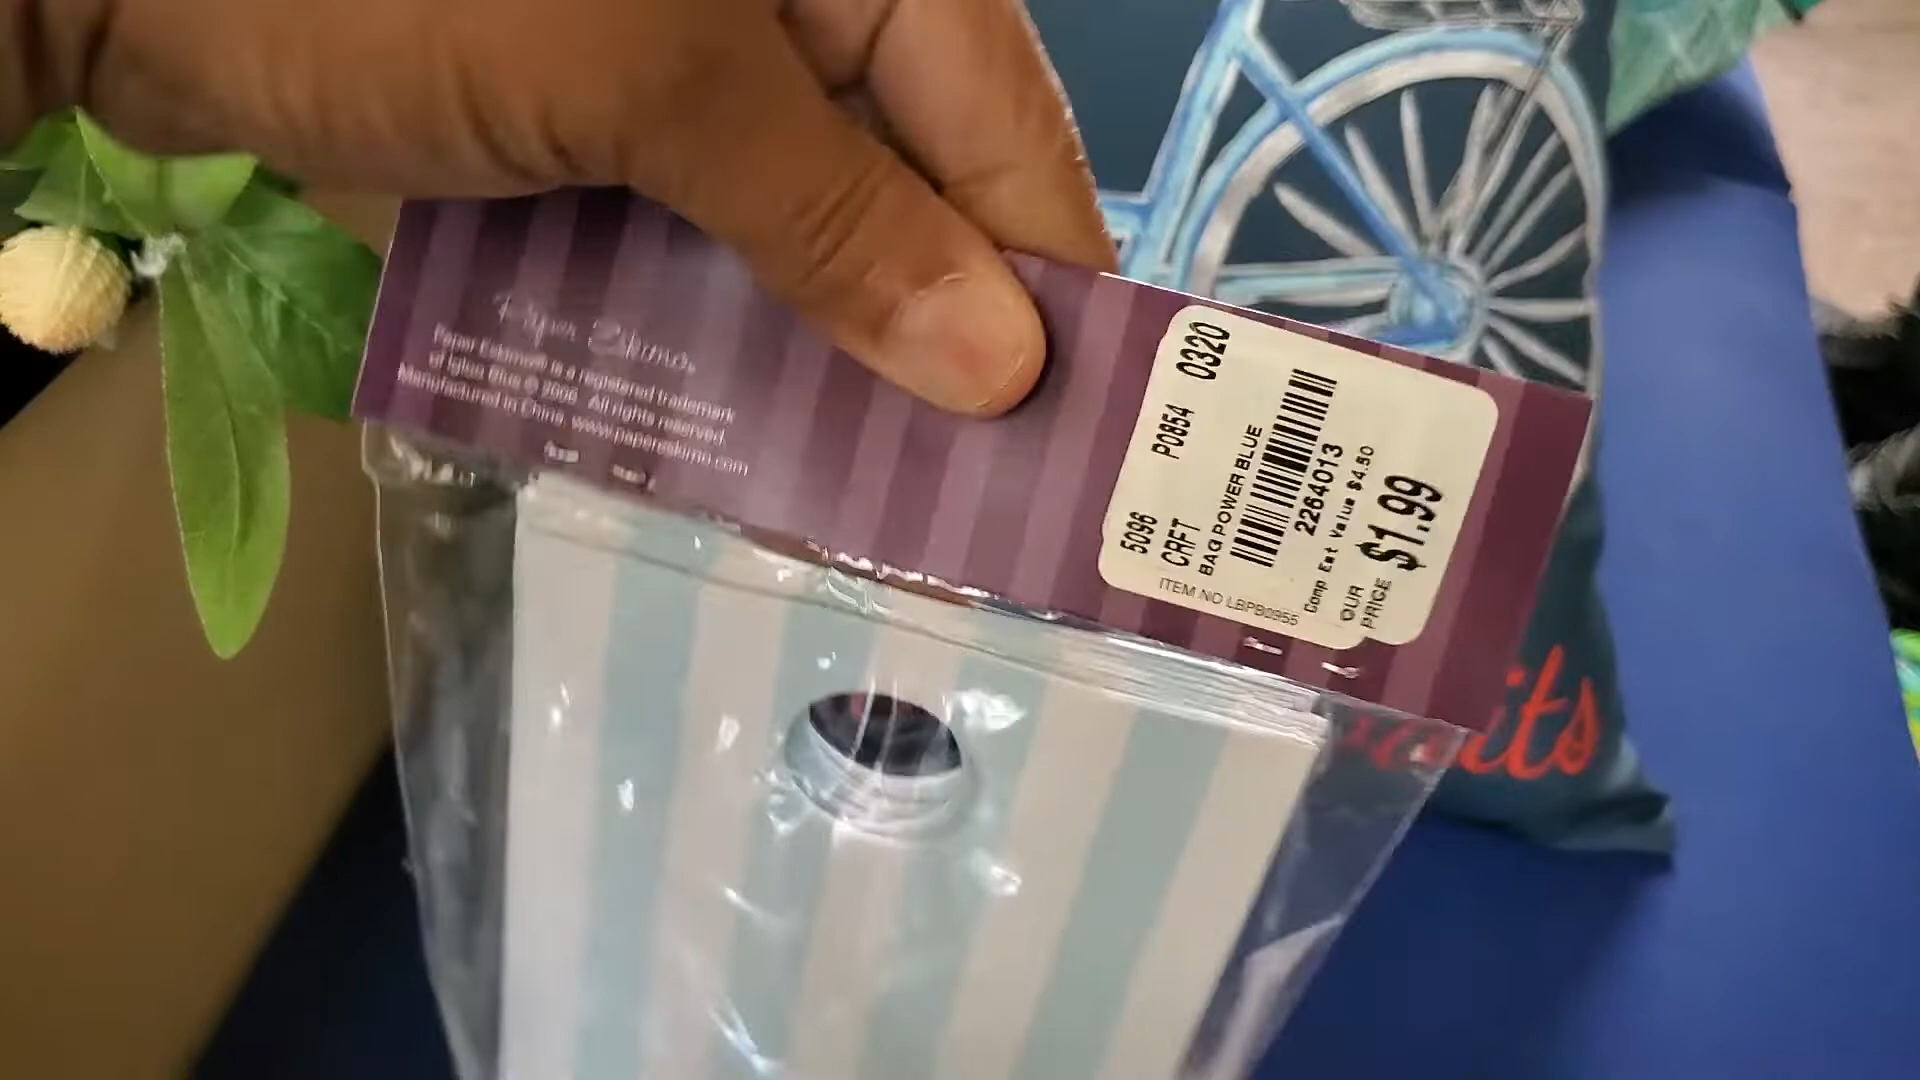 Paper Eskimo
Paper Eskimo® is a registered trademark
of Igloo Blue © 2009. All rights reserved.
Manufactured in China. www.papereskimo.com
5096 P0854 0320
CRFT
BAG POWER BLUE
2264013
Comp Est Value $4.50
OUR PRICE $1.99
ITEM NO LBPB0955